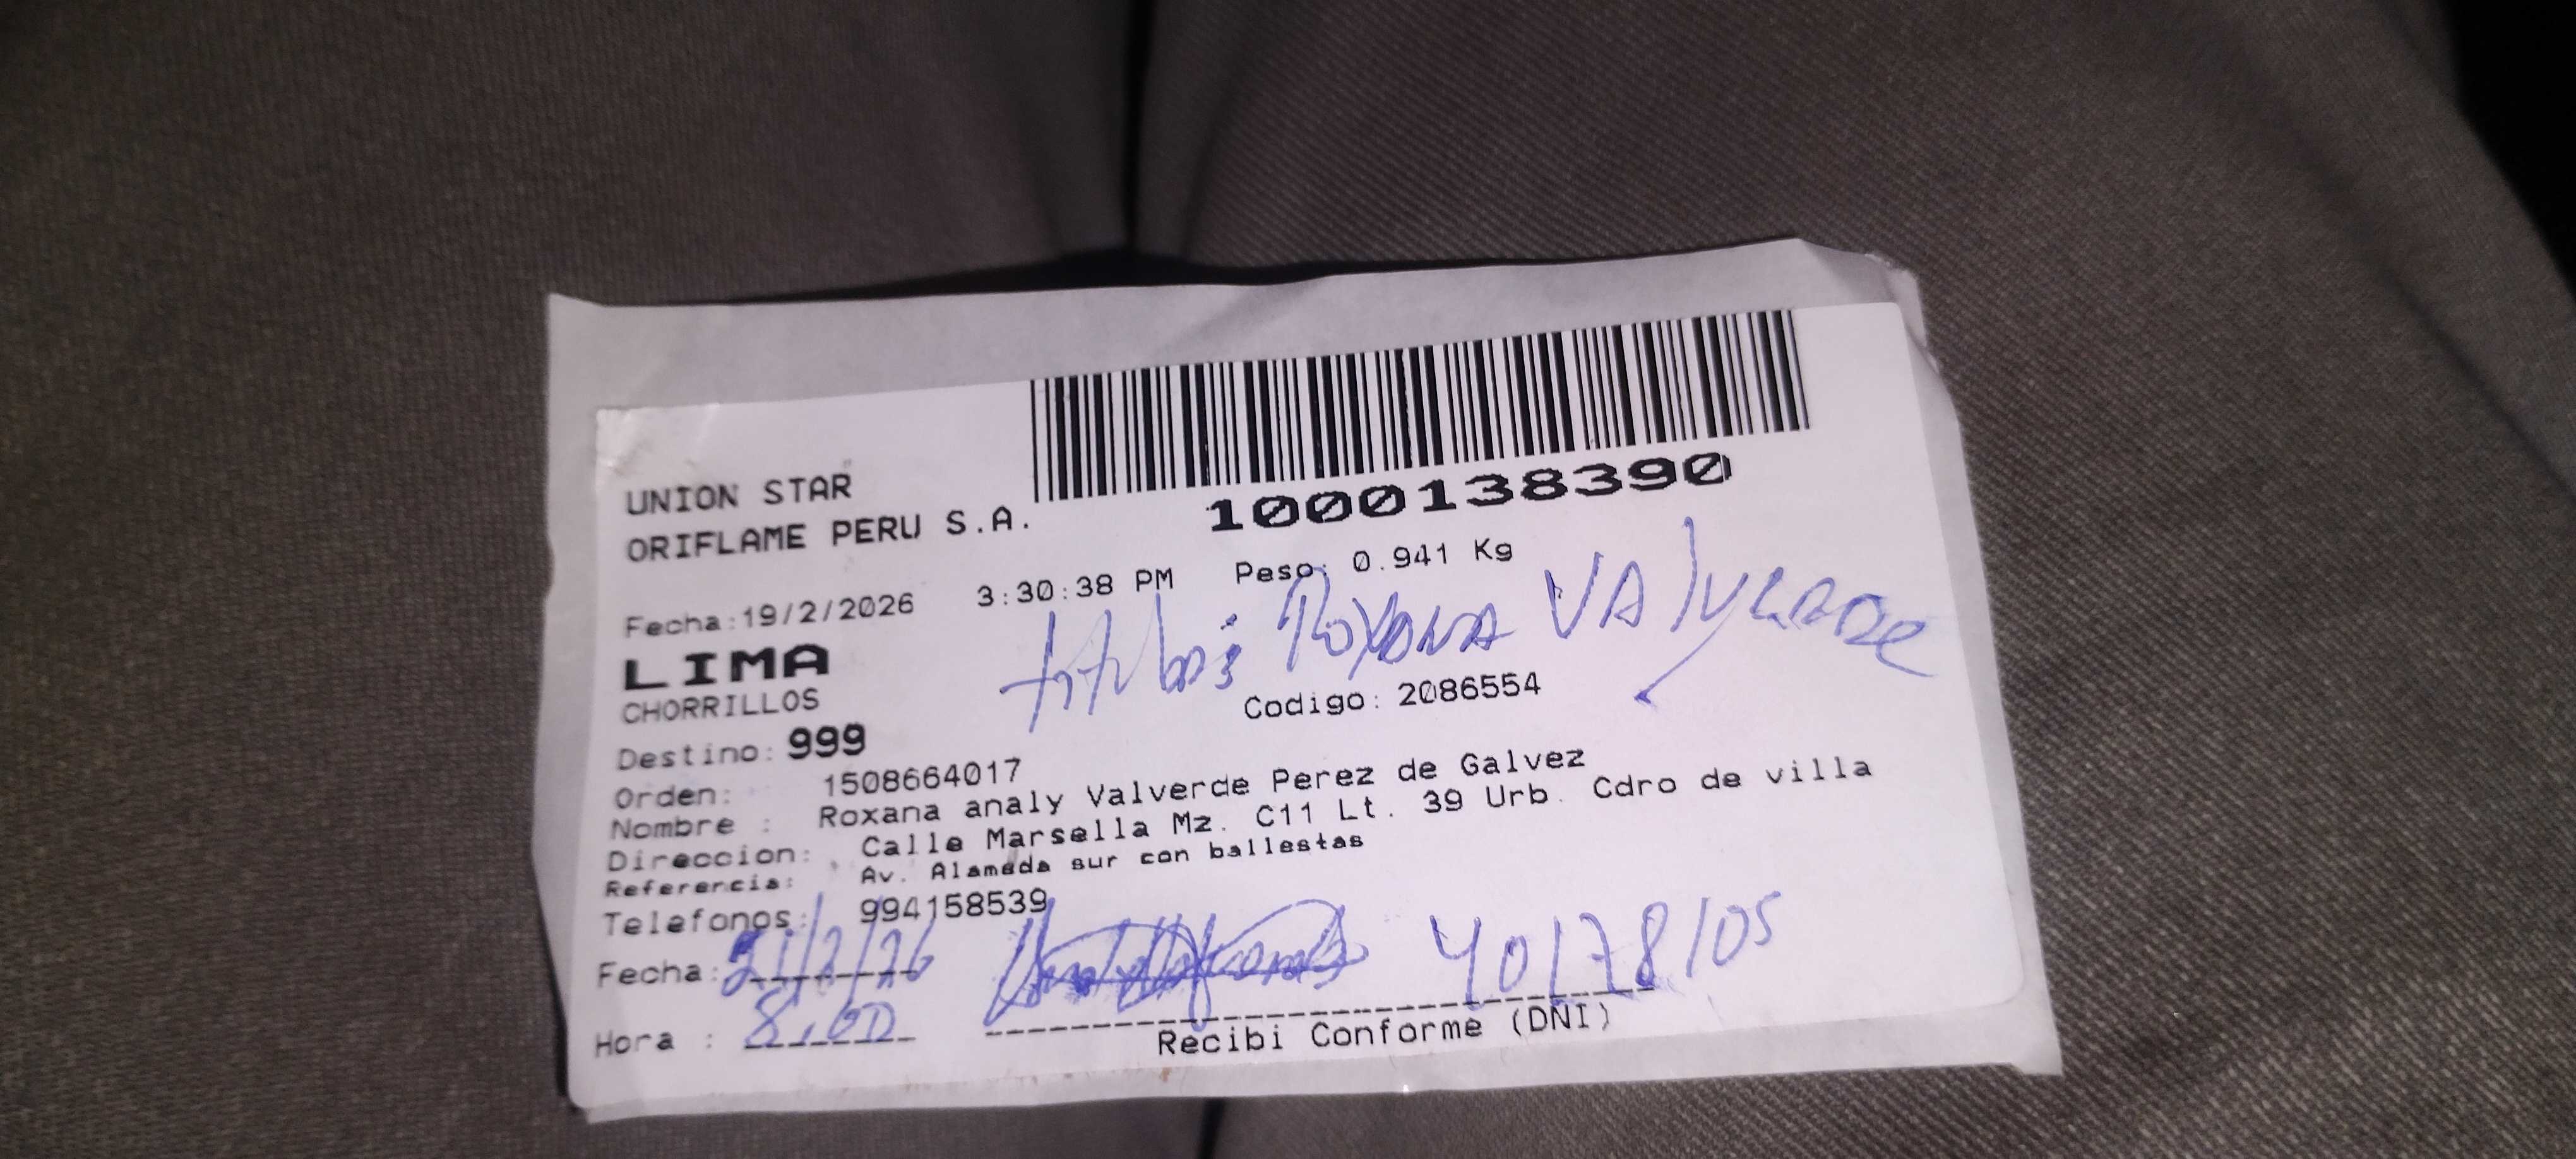 UNION STAR
ORIFLAME PERU S.A.
1000138390
Fecha:19/2/2026 3:30:38 PM Peso: 0.941 Kg
LIMA
Roxana VALVERDE
CHORRILLOS
Codigo: 2086554
Destino: 999
Orden: 1508664017
Nombre : Roxana analy Valverde Perez de Galvez
Direccion: Calle Marsella Mz. C11 Lt. 39 Urb. Cdro de villa
Referencia: Av. Alameda sur con ballestas
Telefonos: 994158539
Fecha: 21/2/26 40178105
Hora : 8:00
Recibi Conforme (DNI)